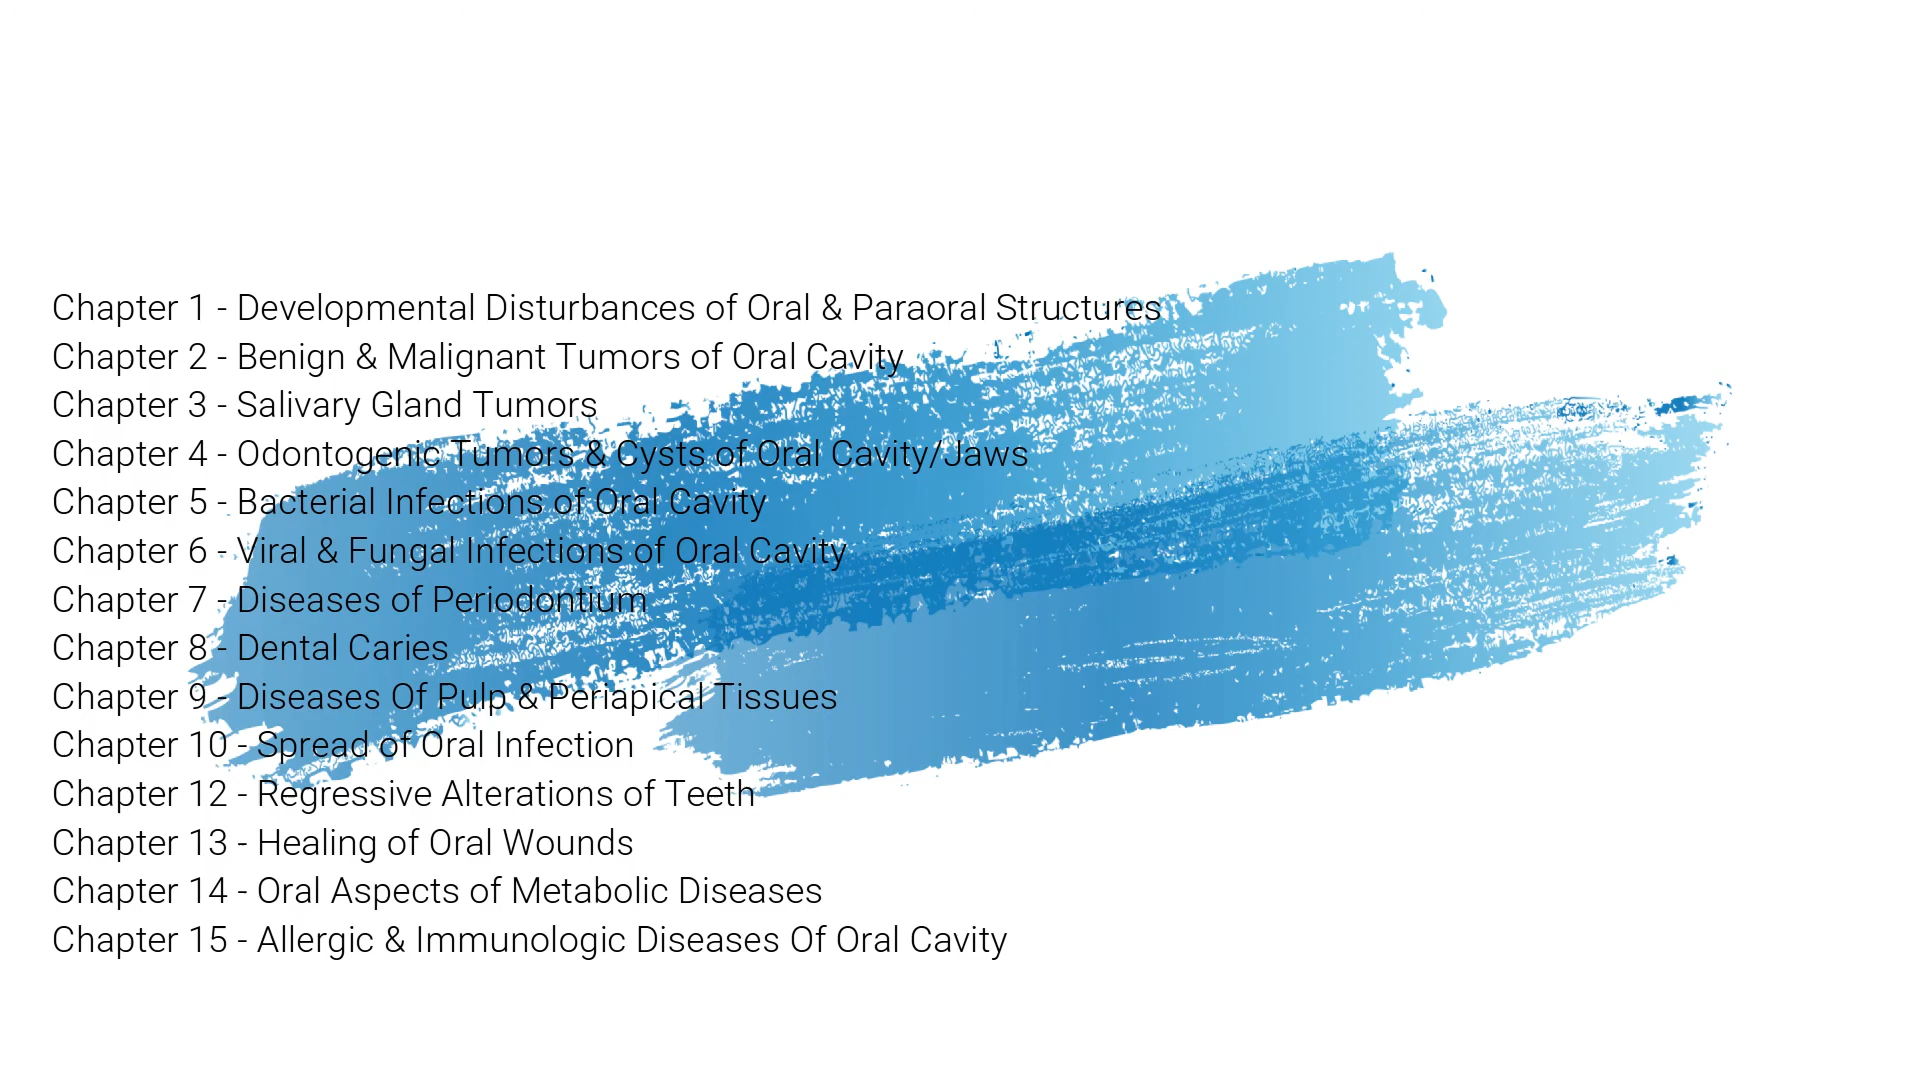 Chapter 1 - Developmental Disturbances of Oral & Paraoral Structures
Chapter 2 - Benign & Malignant Tumors of Oral Cavity
Chapter 3 - Salivary Gland Tumors
Chapter 4 - Odontogenic Tumors & Cysts of Oral Cavity/Jaws
Chapter 5 - Bacterial Infections of Oral Cavity
Chapter 6 - Viral & Fungal Infections of Oral Cavity
Chapter 7 - Diseases of Periodontium
Chapter 8 - Dental Caries
Chapter 9 - Diseases Of Pulp & Periapical Tissues
Chapter 10 - Spread of Oral Infection
Chapter 12 - Regressive Alterations of Teeth
Chapter 13 - Healing of Oral Wounds
Chapter 14 - Oral Aspects of Metabolic Diseases
Chapter 15 - Allergic & Immunologic Diseases Of Oral Cavity